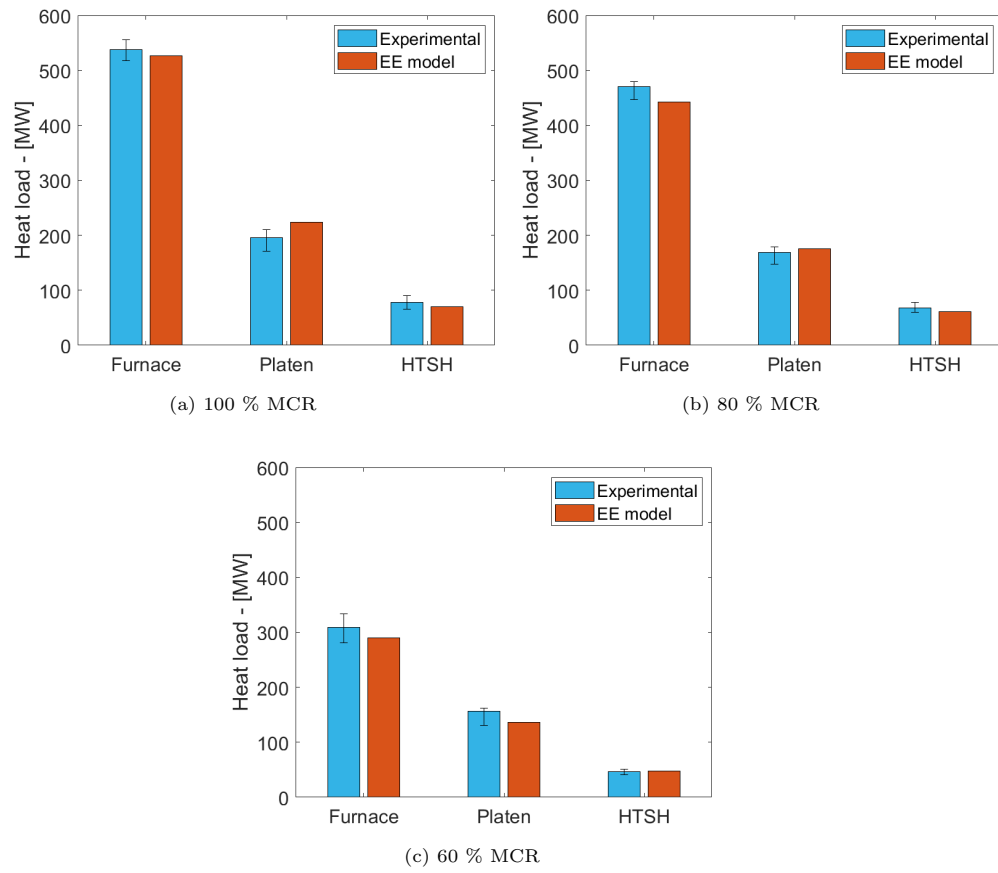 600
500
400
300
200
100
0
Heat load - [MW]
Experimental
EE model
Furnace Platen HTSH
(a) 100 % MCR
600
500
400
300
200
100
0
Heat load - [MW]
Experimental
EE model
Furnace Platen HTSH
(b) 80 % MCR
600
500
400
300
200
100
0
Heat load - [MW]
Experimental
EE model
Furnace Platen HTSH
(c) 60 % MCR